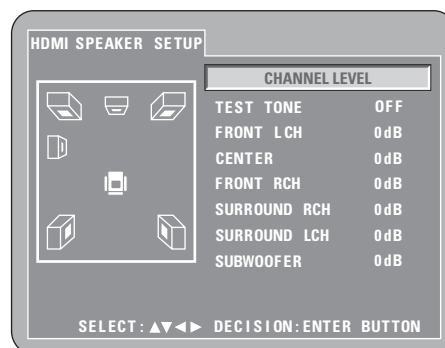 HDMI SPEAKER SETUP
CHANNEL LEVEL
TEST TONE OFF
FRONT LCH 0dB
CENTER 0dB
FRONT RCH 0dB
SURROUND RCH 0dB
SURROUND LCH 0dB
SUBWOOFER 0dB
SELECT:▲▼◄► DECISION:ENTER BUTTON